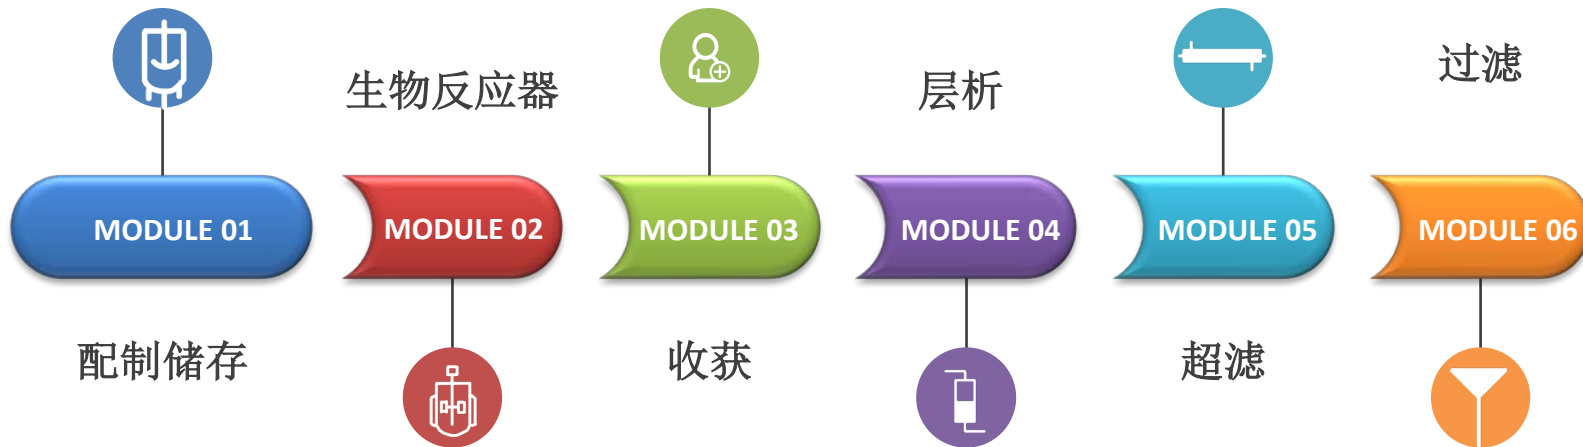 生物反应器
层析
过滤
MODULE 01
MODULE 02
MODULE 03
MODULE 04
MODULE 05
MODULE 06
配制储存
收获
超滤